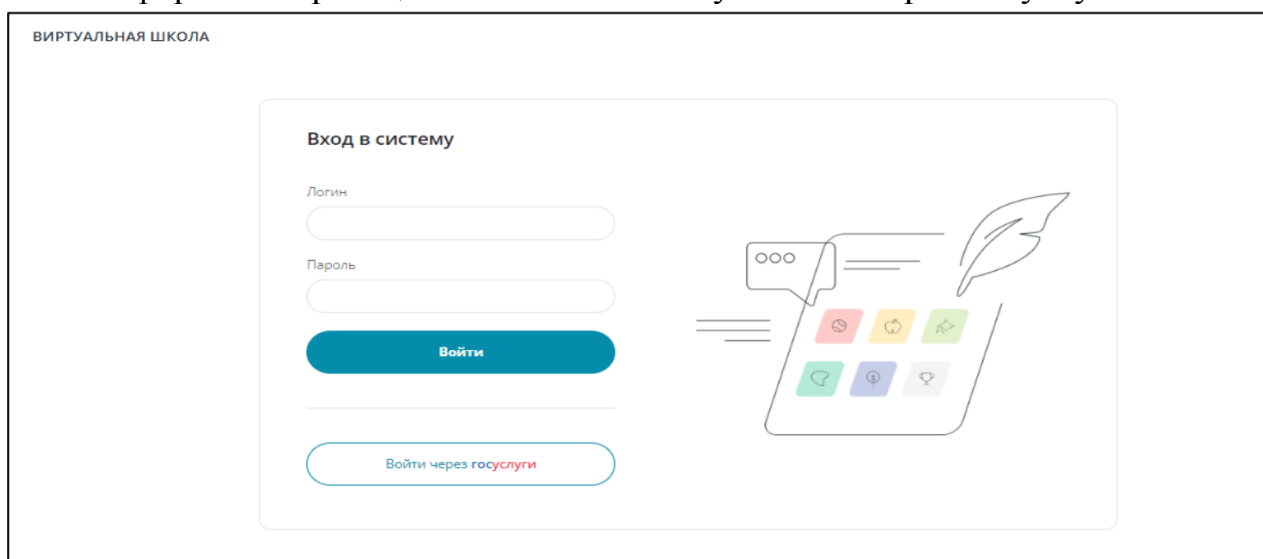 ВИРТУАЛЬНАЯ ШКОЛА
Вход в систему
Логин
Пароль
Войти
Войти через госуслуги